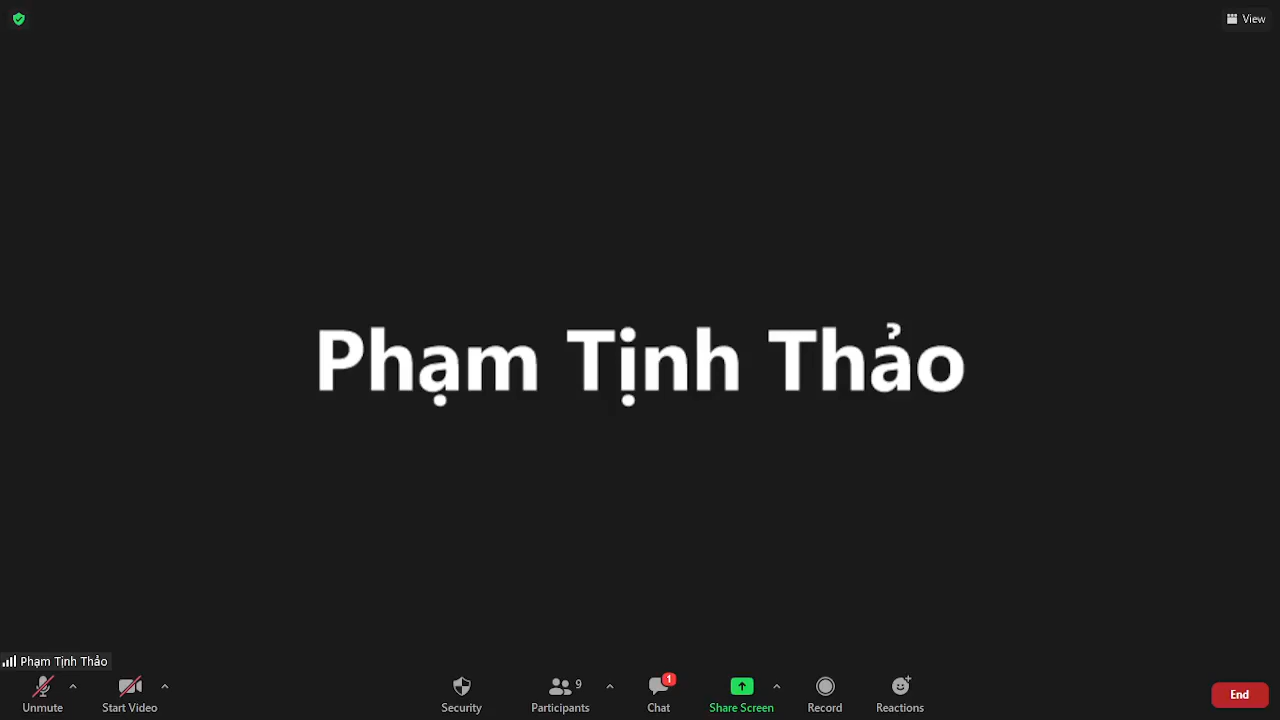 View
Phạm Tịnh Thảo
Phạm Tịnh Thảo
Unmute
Start Video
Security
9
Participants
1
Chat
Share Screen
Record
Reactions
End